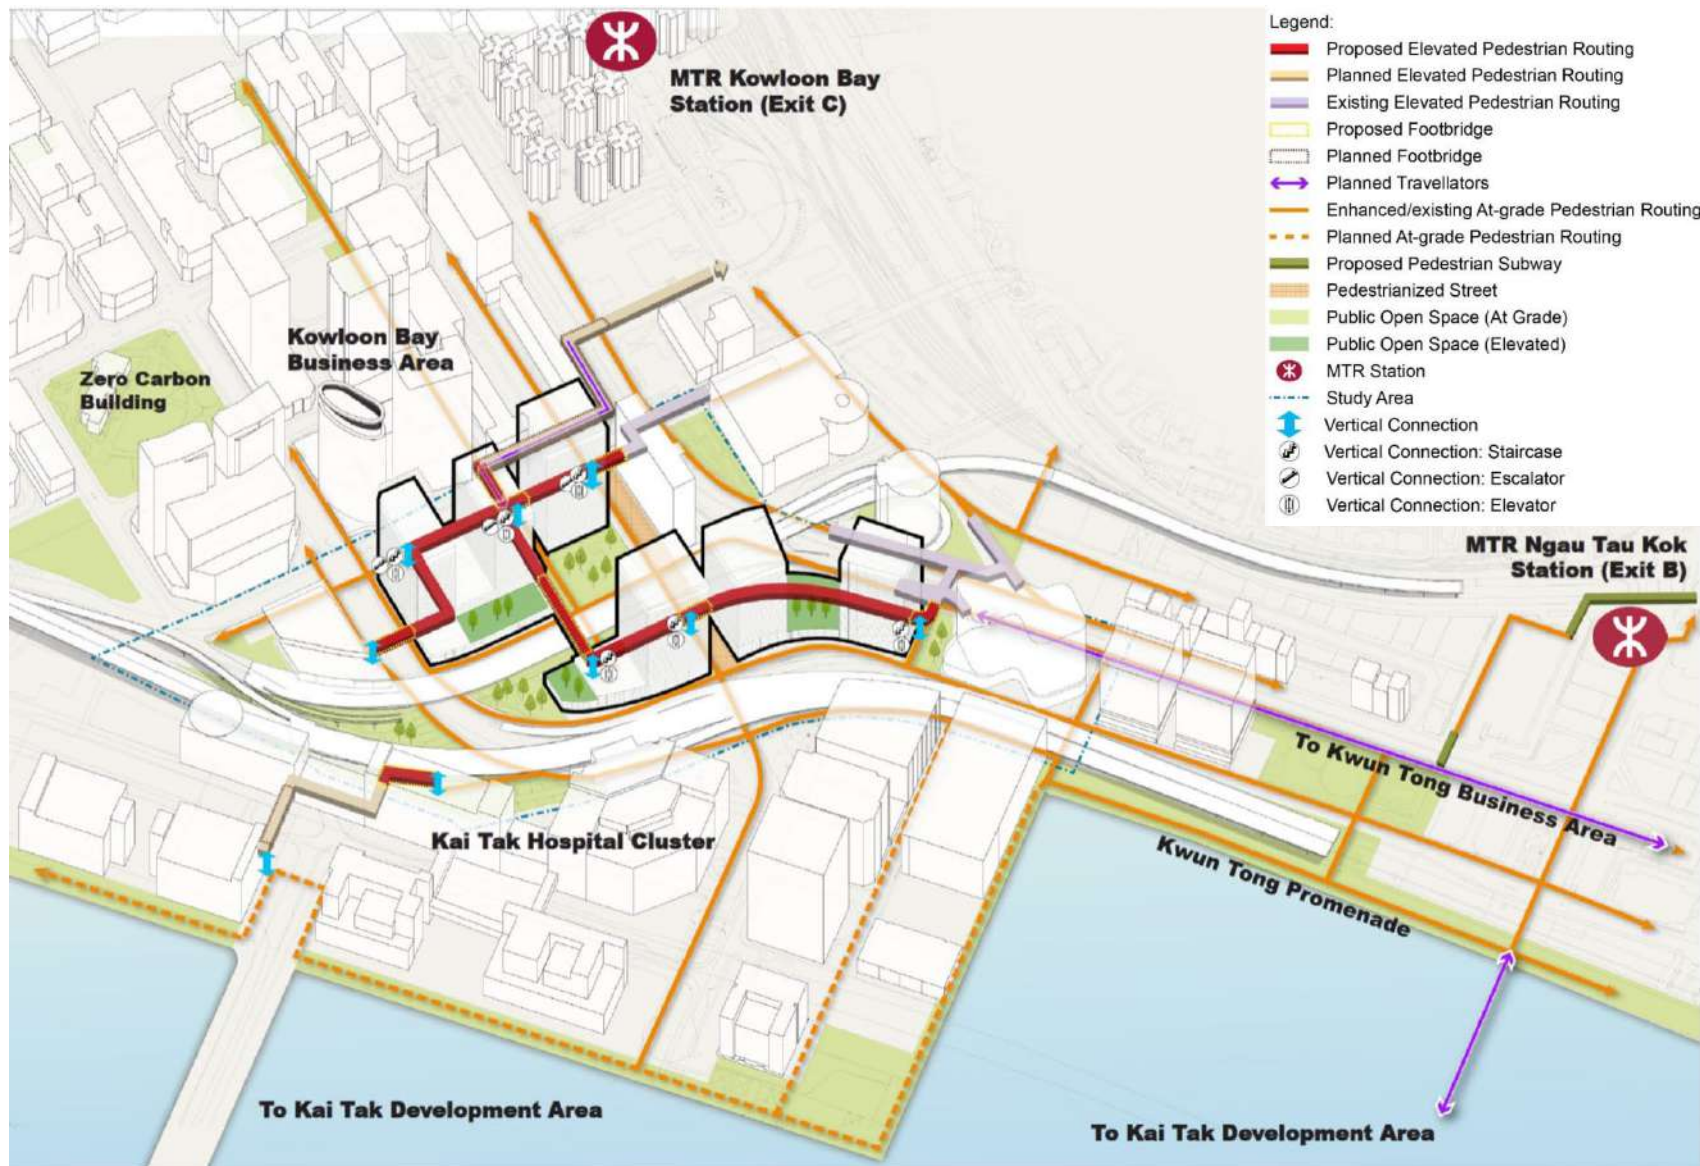 MTR Kowloon Bay
Station (Exit C)
Legend:
Proposed Elevated Pedestrian Routing
Planned Elevated Pedestrian Routing
Existing Elevated Pedestrian Routing
Proposed Footbridge
Planned Footbridge
Planned Travellators
Enhanced/existing At-grade Pedestrian Routing
Planned At-grade Pedestrian Routing
Proposed Pedestrian Subway
Pedestrianized Street
Public Open Space (At Grade)
Public Open Space (Elevated)
MTR Station
Study Area
Vertical Connection
Vertical Connection: Staircase
Vertical Connection: Escalator
Vertical Connection: Elevator
Kowloon Bay
Business Area
Zero Carbon
Building
MTR Ngau Tau Kok
Station (Exit B)
To Kwun Tong Business Area
Kwun Tong Promenade
Kai Tak Hospital Cluster
To Kai Tak Development Area
To Kai Tak Development Area